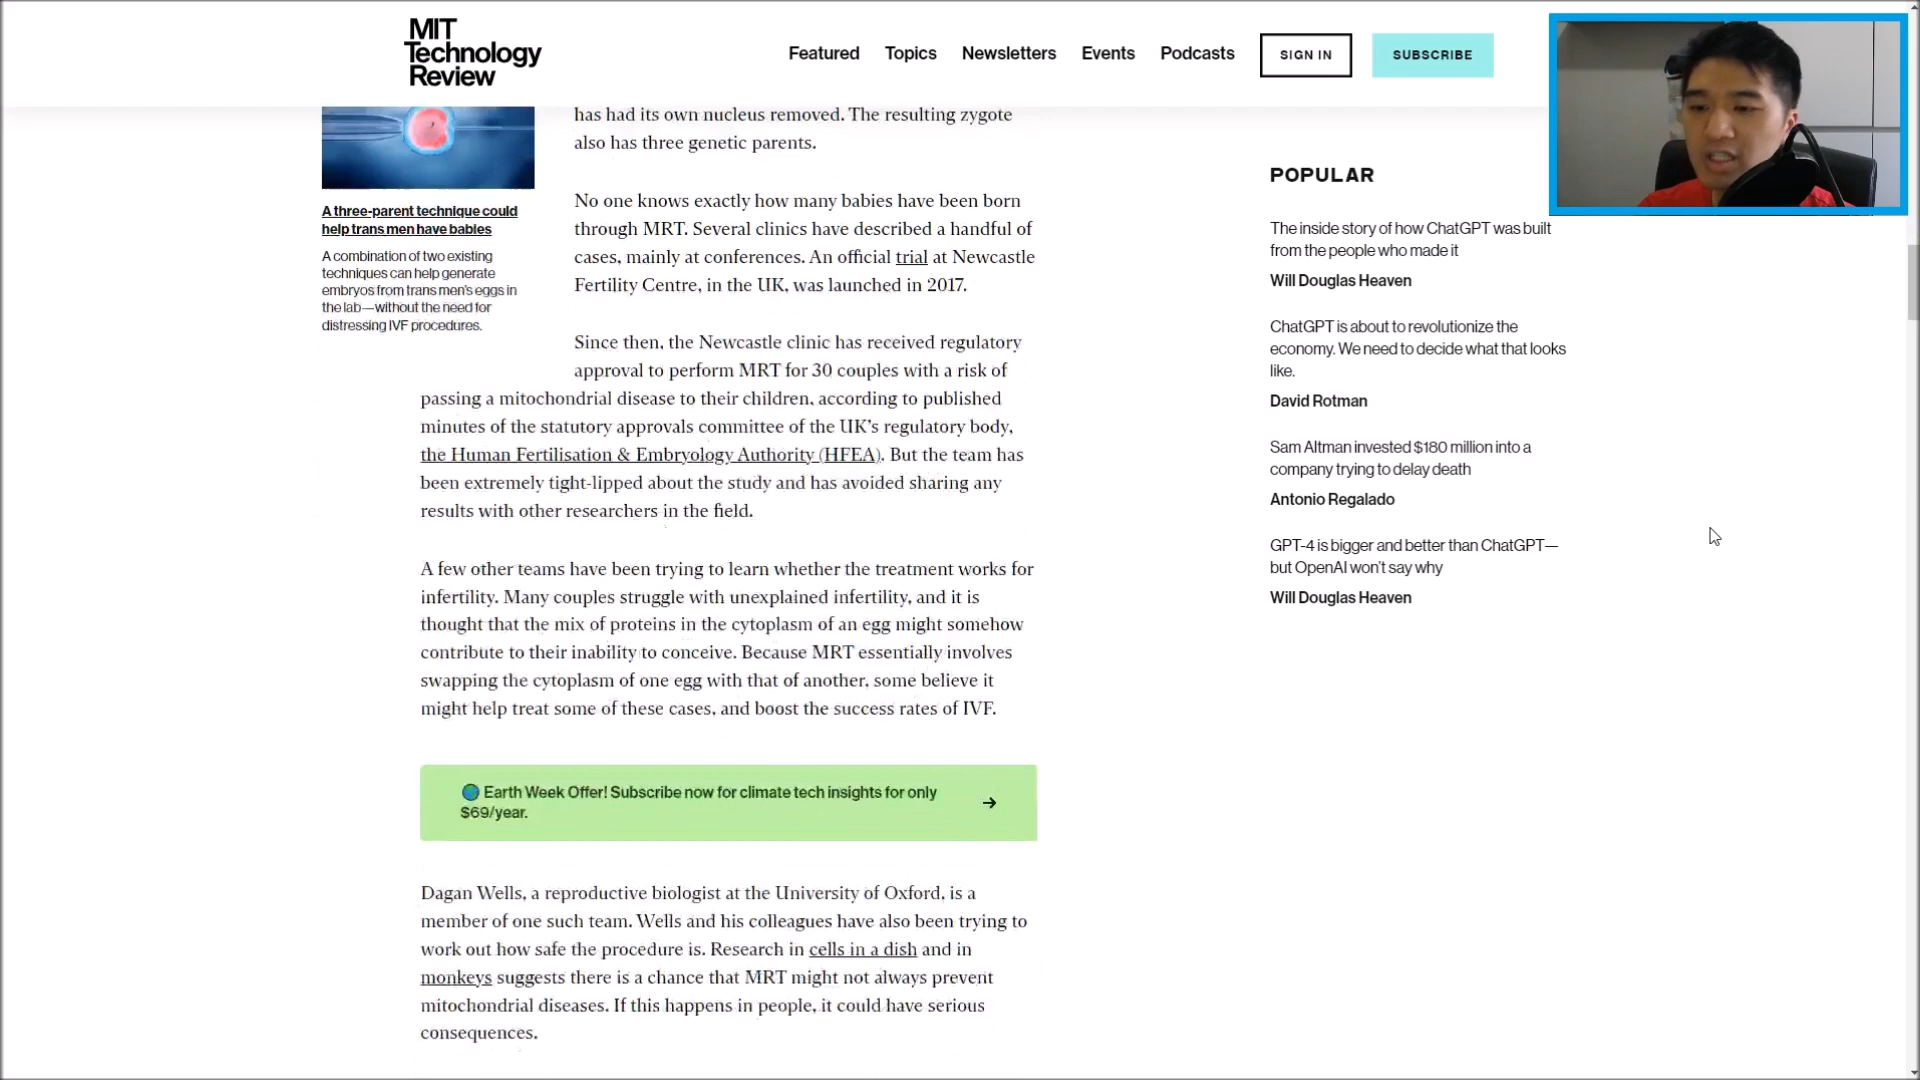 MIT
Technology
Review
Featured
Topics
Newsletters
Events
Podcasts
SIGN IN
SUBSCRIBE
A three-parent technique could
help trans men have babies
A combination of two existing
techniques can help generate
embryos from trans men's eggs in
the lab—without the need for
distressing IVF procedures.
has had its own nucleus removed. The resulting zygote
also has three genetic parents.
No one knows exactly how many babies have been born
through MRT. Several clinics have described a handful of
cases, mainly at conferences. An official trial at Newcastle
Fertility Centre, in the UK, was launched in 2017.
Since then, the Newcastle clinic has received regulatory
approval to perform MRT for 30 couples with a risk of
passing a mitochondrial disease to their children, according to published
minutes of the statutory approvals committee of the UK's regulatory body,
the Human Fertilisation & Embryology Authority (HFEA). But the team has
been extremely tight-lipped about the study and has avoided sharing any
results with other researchers in the field.
A few other teams have been trying to learn whether the treatment works for
infertility. Many couples struggle with unexplained infertility, and it is
thought that the mix of proteins in the cytoplasm of an egg might somehow
contribute to their inability to conceive. Because MRT essentially involves
swapping the cytoplasm of one egg with that of another, some believe it
might help treat some of these cases, and boost the success rates of IVF.
Earth Week Offer! Subscribe now for climate tech insights for only
$69/year.
Dagan Wells, a reproductive biologist at the University of Oxford, is a
member of one such team. Wells and his colleagues have also been trying to
work out how safe the procedure is. Research in cells in a dish and in
monkeys suggests there is a chance that MRT might not always prevent
mitochondrial diseases. If this happens in people, it could have serious
consequences.
POPULAR
The inside story of how ChatGPT was built
from the people who made it
Will Douglas Heaven
ChatGPT is about to revolutionize the
economy. We need to decide what that looks
like.
David Rotman
Sam Altman invested $180 million into a
company trying to delay death
Antonio Regalado
GPT-4 is bigger and better than ChatGPT—
but OpenAI won't say why
Will Douglas Heaven